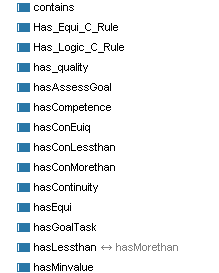 contains
Has_Equi_C_Rule
Has_Logic_C_Rule
has_quality
hasAssessGoal
hasCompetence
hasConEuiq
hasConLessthan
hasConMorethan
hasContinuity
hasEqui
hasGoalTask
hasLessthan ↔ hasMorethan
hasMinvalue